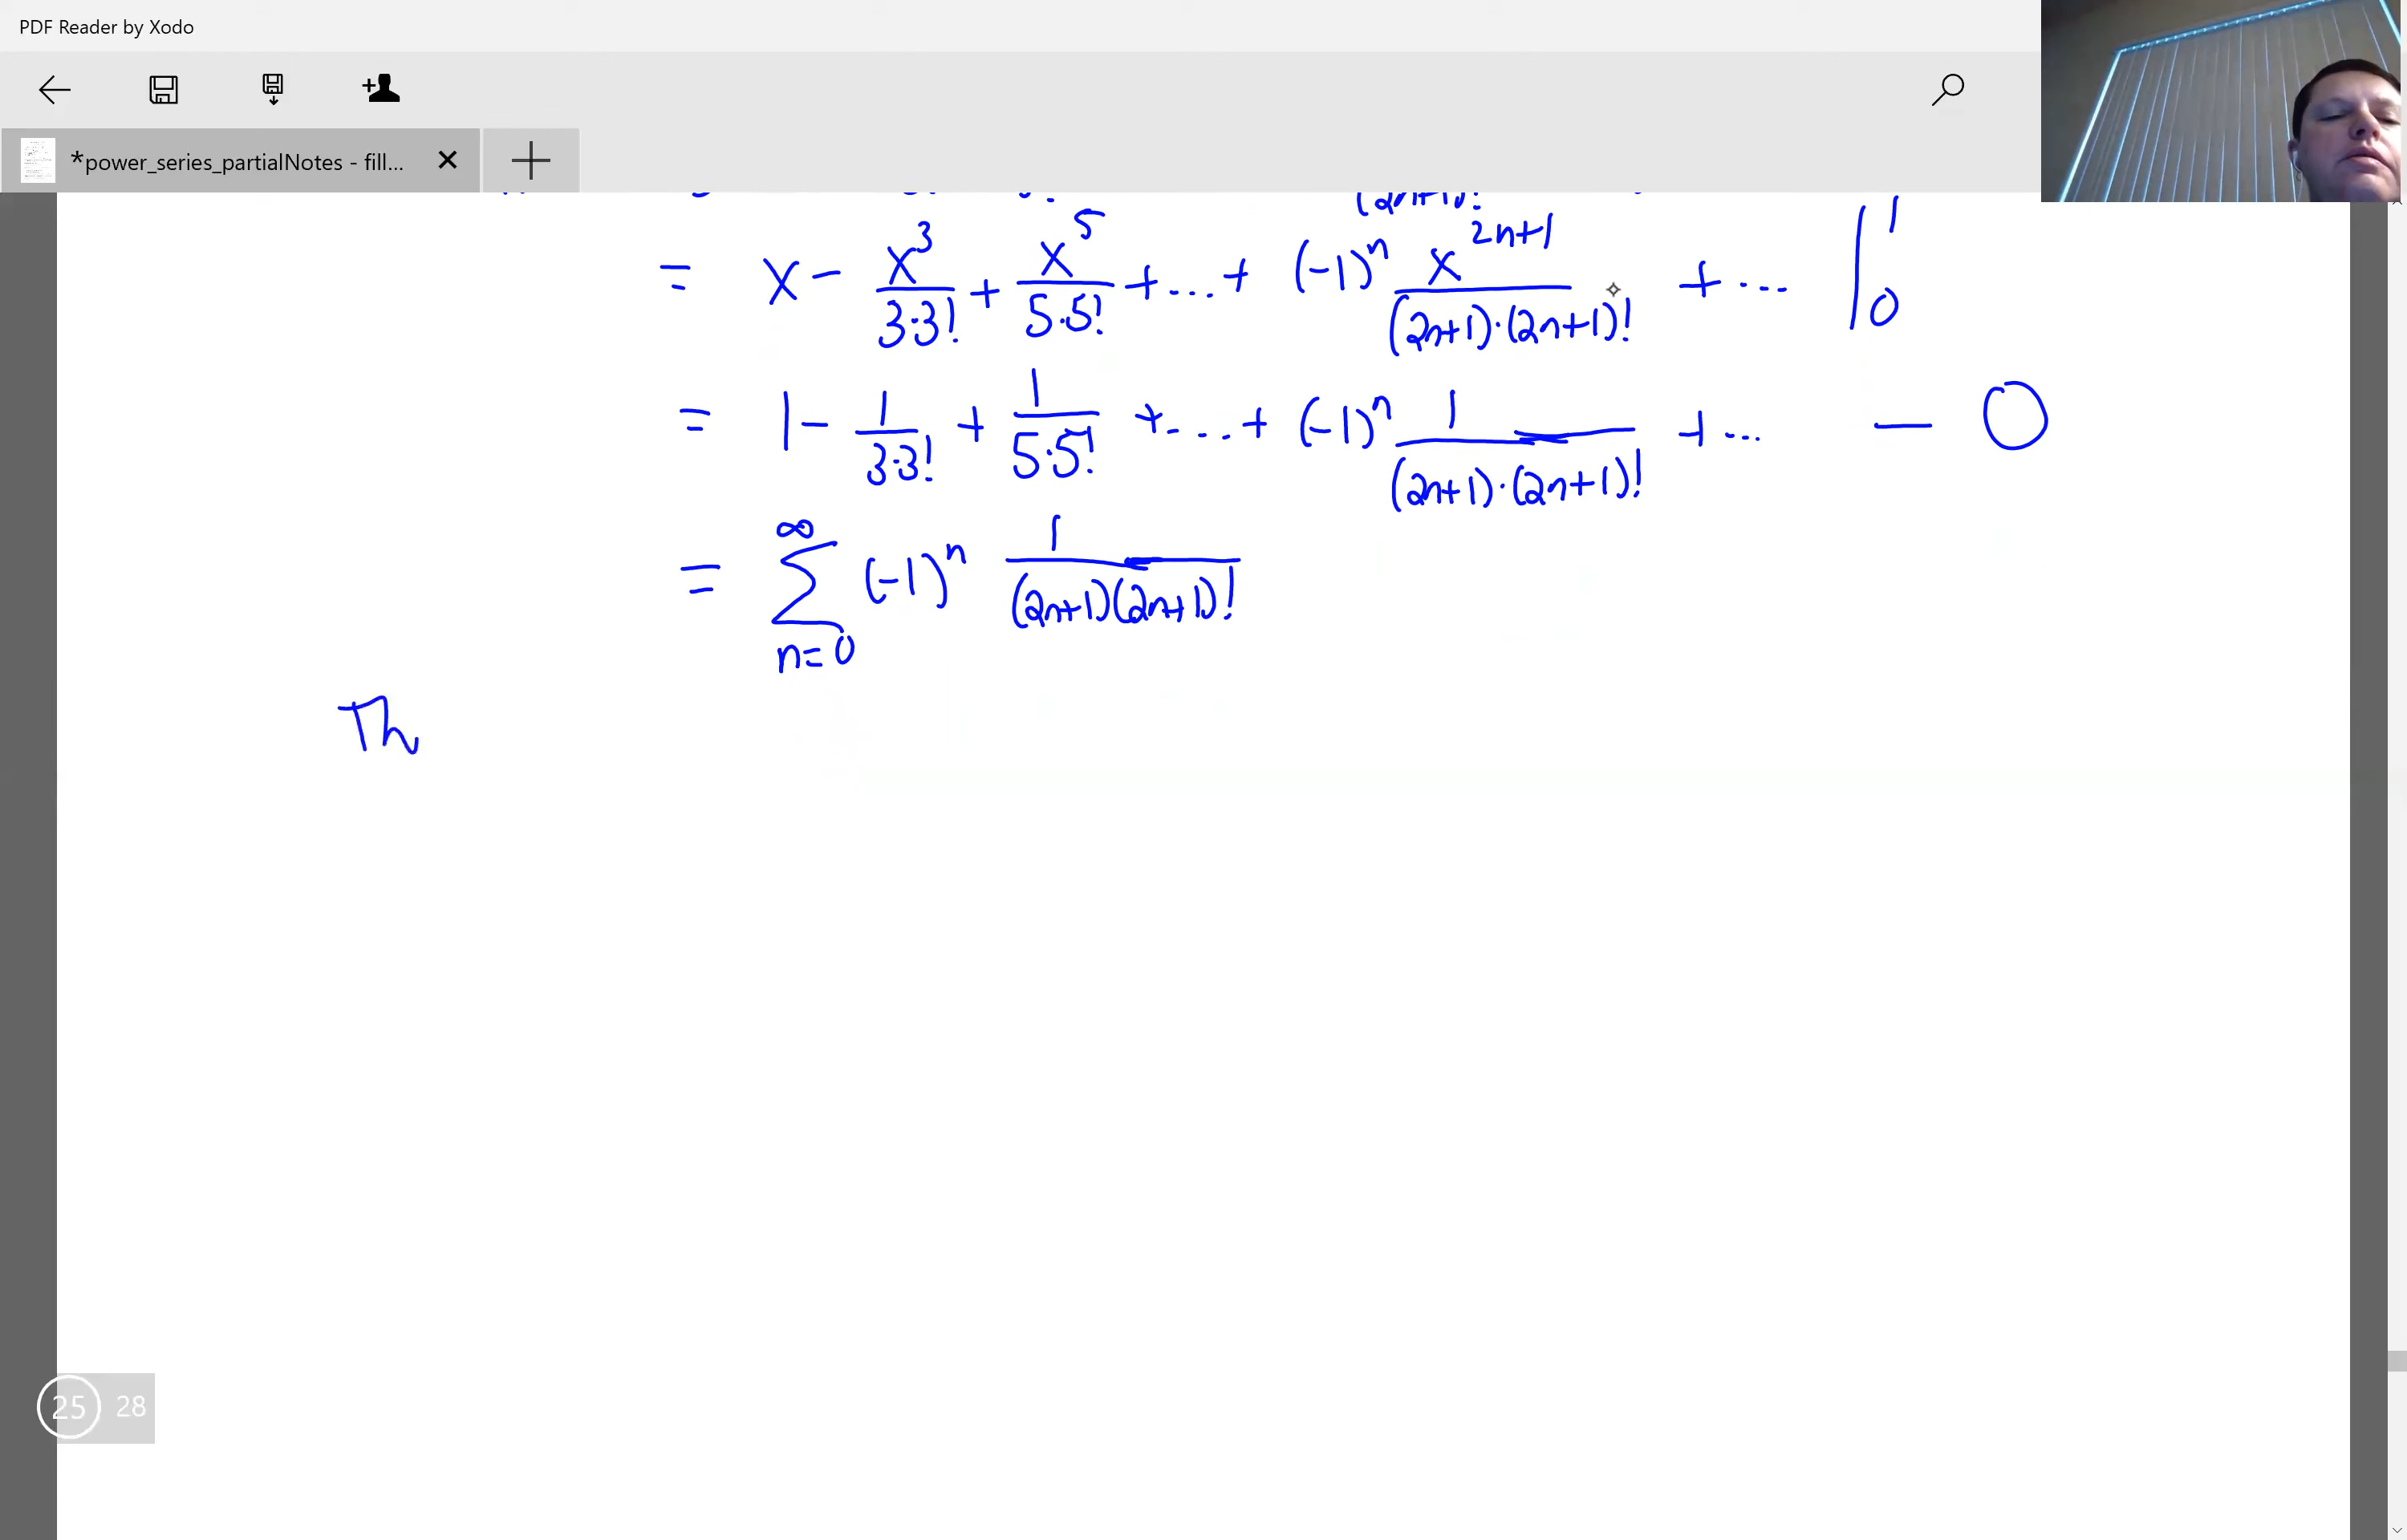 PDF Reader by Xodo
*power_series_partialNotes - fill...
= x - x^3/(3·3!) + x^5/(5·5!) + ... + (-1)^n x^(2n+1)/((2n+1)·(2n+1)!) + ... |_0^1
= 1 - 1/(3·3!) + 1/(5·5!) + ... + (-1)^n 1/((2n+1)·(2n+1)!) + ... - 0
= ∑_{n=0}^∞ (-1)^n 1/((2n+1)(2n+1)!)
Th
25 28